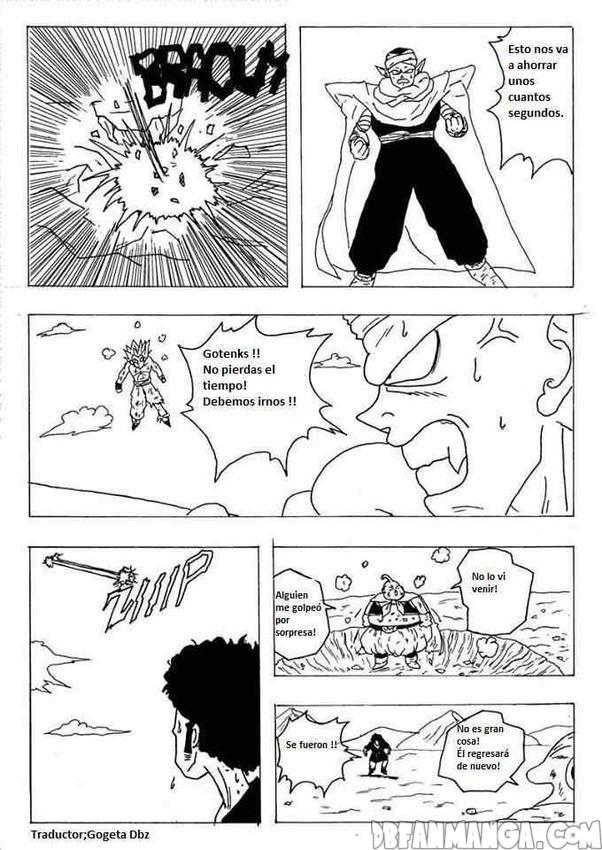 BRAOUM
Esto nos va
a ahorrar
unos
cuantos
segundos.
Gotenks !!
No pierdas el
tiempo!
Debemos irnos !!
ZIIIP
Alguien
me golpeó
por
sorpresa!
No lo vi
venir!
Se fueron !!
No es gran
cosa!
Él regresará
de nuevo!
Traductor;Gogeta Dbz
DBFANMANGA.COM